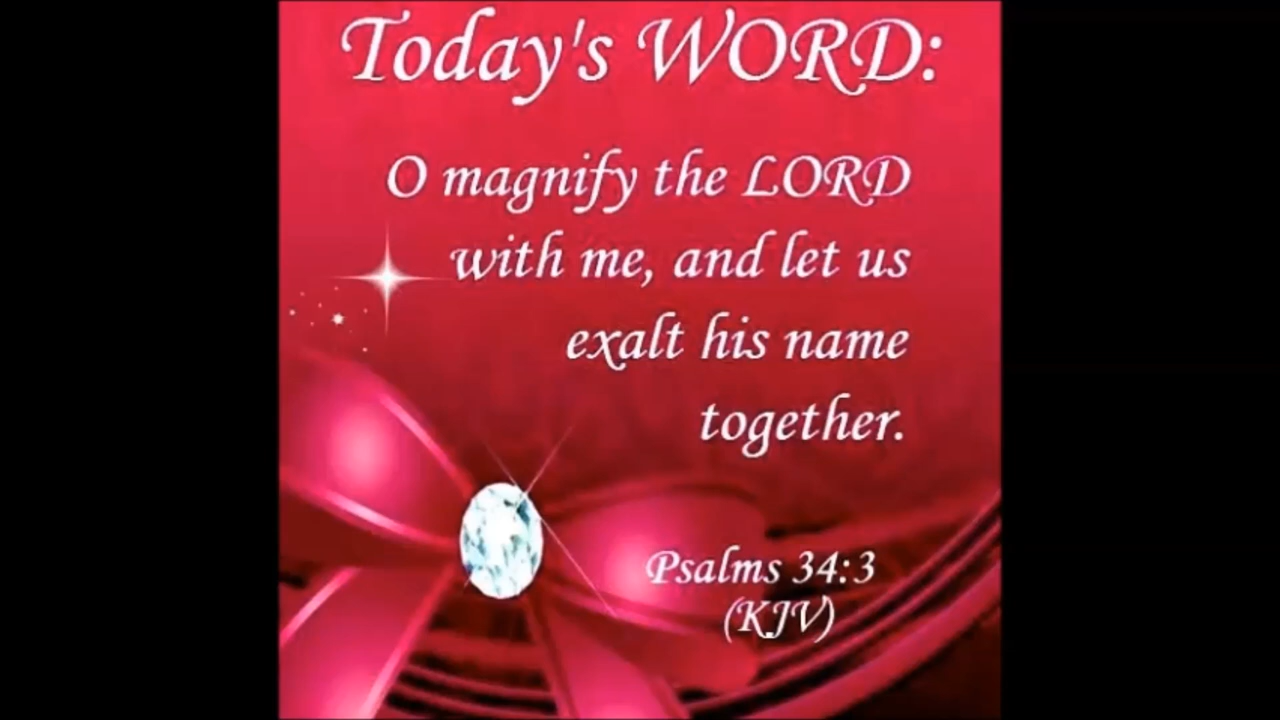 Today's WORD:
O magnify the LORD
with me, and let us
exalt his name
together.
Psalms 34:3
(KJV)